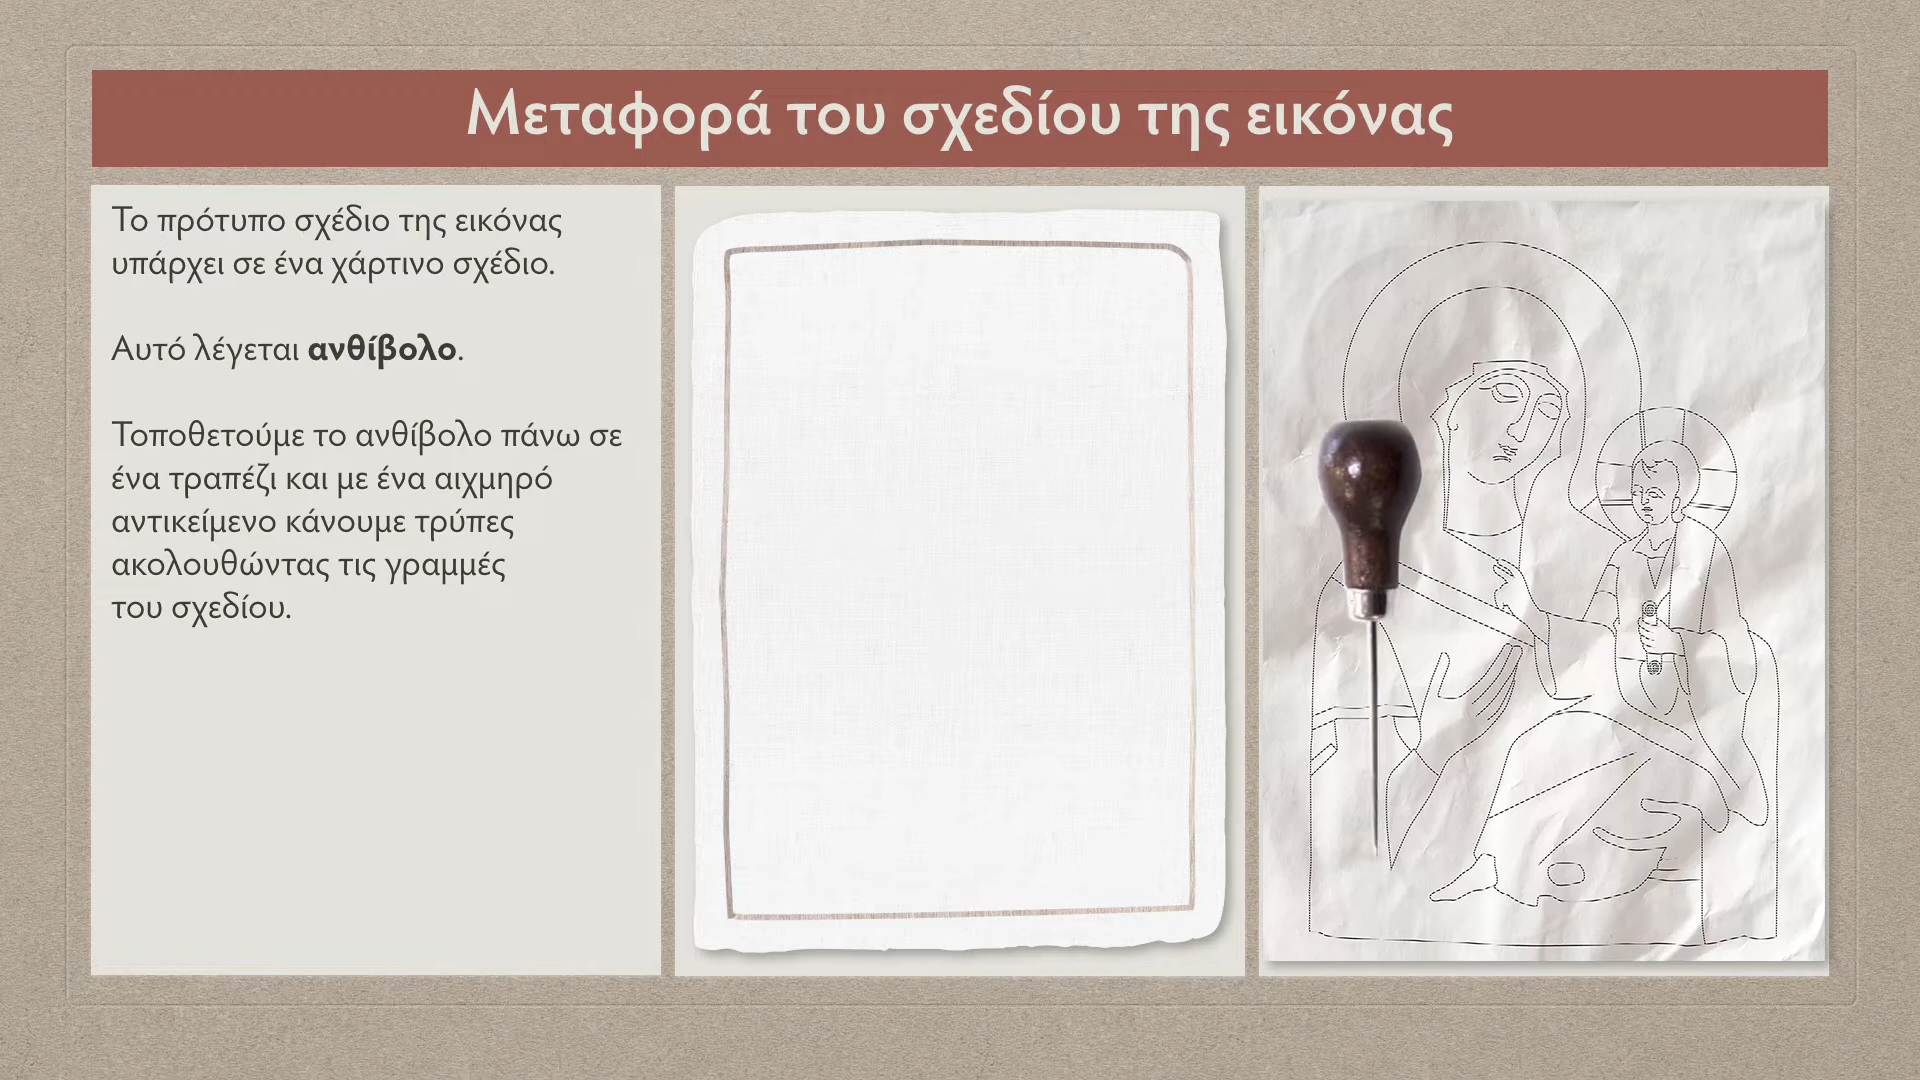 Μεταφορά του σχεδίου της εικόνας
Το πρότυπο σχέδιο της εικόνας
υπάρχει σε ένα χάρτινο σχέδιο.
Αυτό λέγεται ανθίβολο.
Τοποθετούμε το ανθίβολο πάνω σε
ένα τραπέζι και με ένα αιχμηρό
αντικείμενο κάνουμε τρύπες
ακολουθώντας τις γραμμές
του σχεδίου.